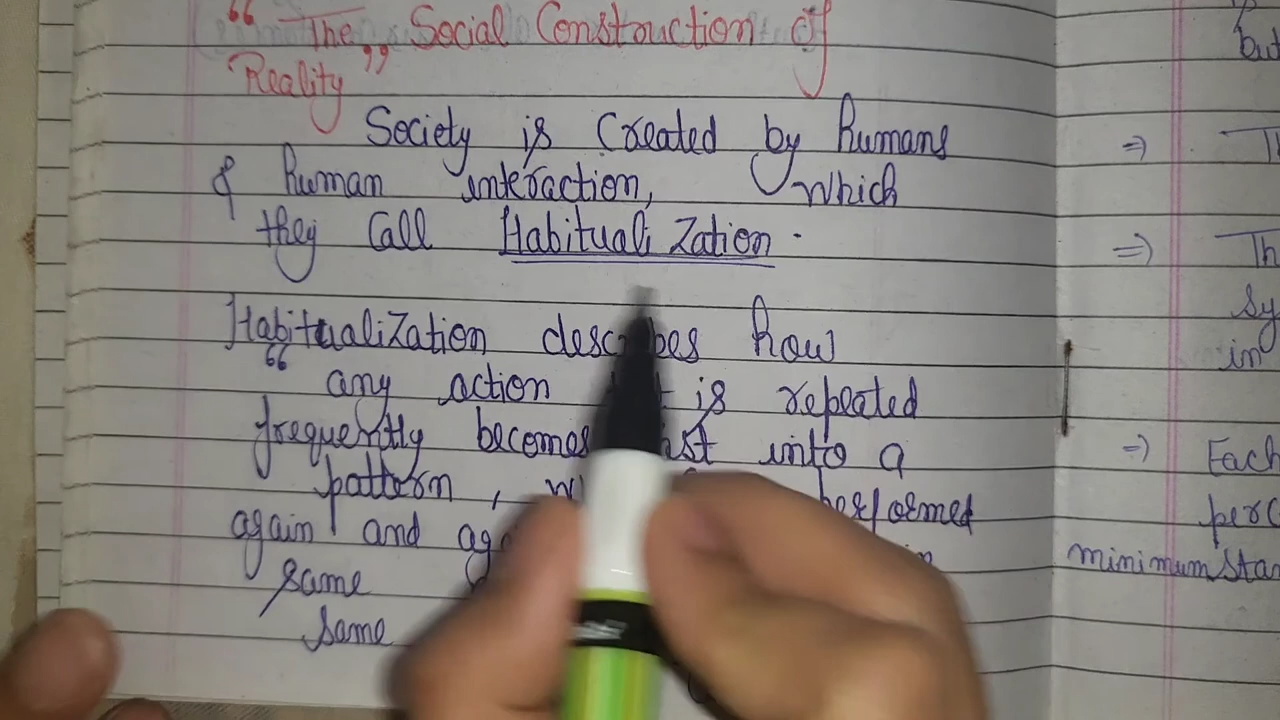 “ The „ Social Construction of
Reality”
Society is Created by Humans
& human interaction, which
they Call Habituali Zation .
HabitualiZation describes how
“ any action is repeated
frequently becomes into a
pattern , performed
again and
same
same
but
⇒
⇒ Th
sy
in
⇒ Each
perc
minimum Sta